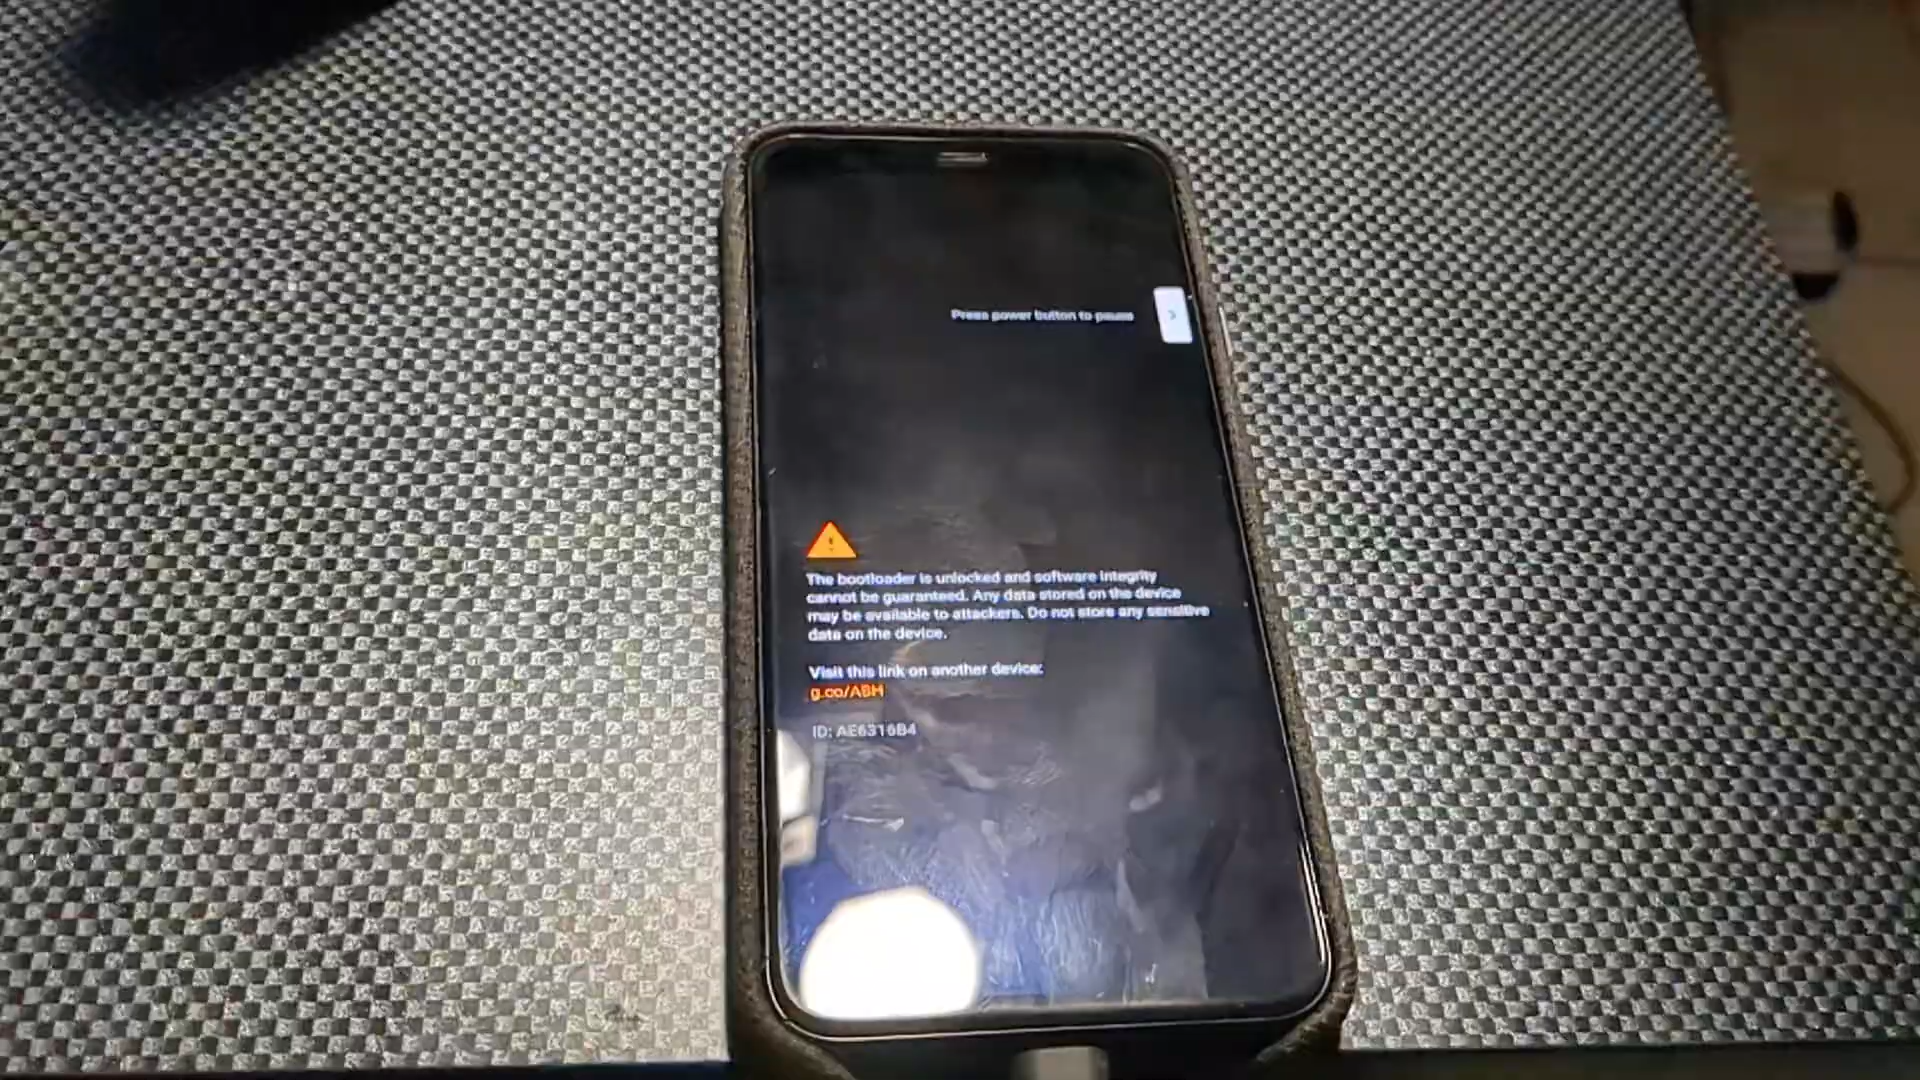 Press power button to pause
The bootloader is unlocked and software integrity
cannot be guaranteed. Any data stored on the device
may be available to attackers. Do not store any sensitive
data on the device.
Visit this link on another device:
g.co/ABH
ID: AE6316B4